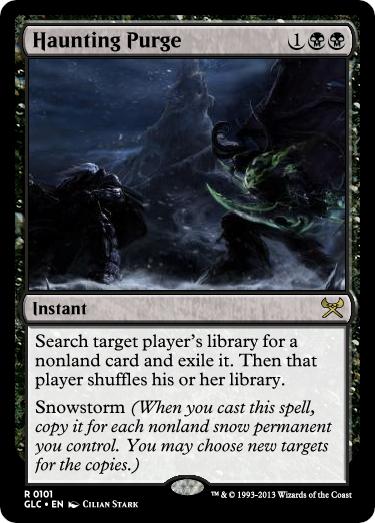 Haunting Purge 1
Instant
Search target player's library for a
nonland card and exile it. Then that
player shuffles his or her library.
Snowstorm (When you cast this spell,
copy it for each nonland snow permanent
you control. You may choose new targets
for the copies.)
R 0101
GLC • EN Cilian Stark
™ & © 1993-2013 Wizards of the Coast